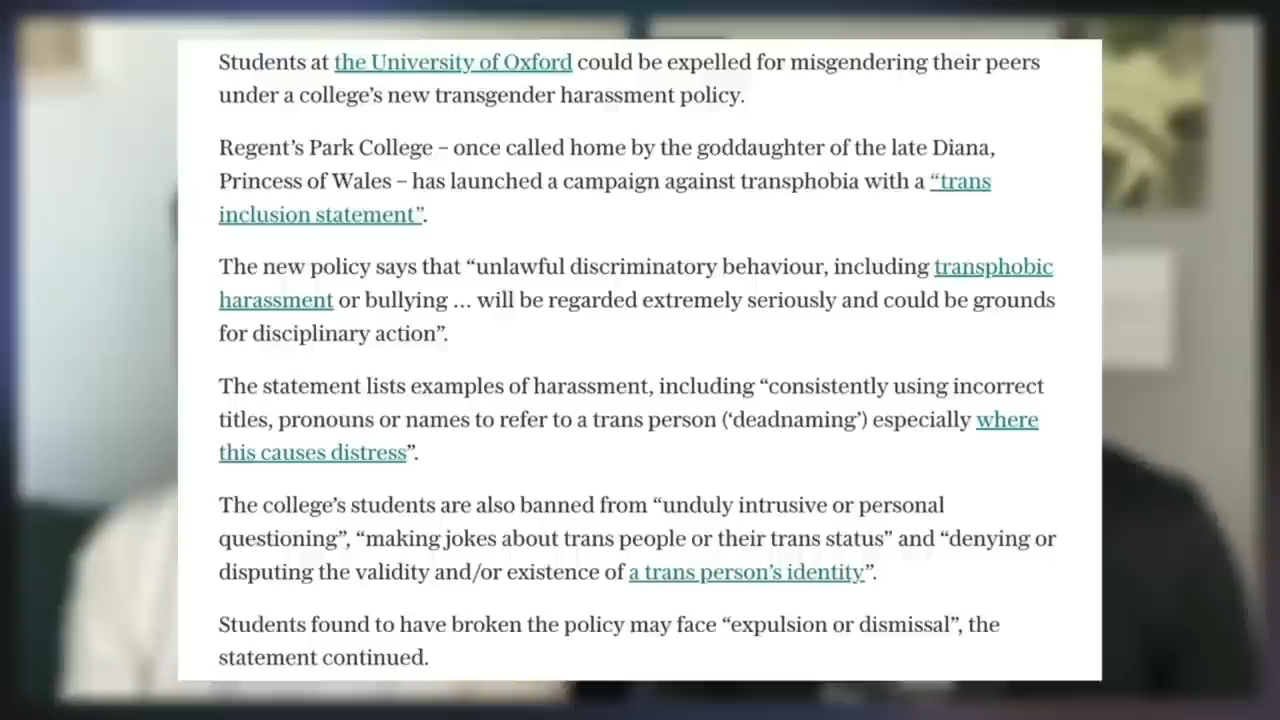 Students at the University of Oxford could be expelled for misgendering their peers
under a college’s new transgender harassment policy.
Regent’s Park College – once called home by the goddaughter of the late Diana,
Princess of Wales – has launched a campaign against transphobia with a “trans
inclusion statement”.
The new policy says that “unlawful discriminatory behaviour, including transphobic
harassment or bullying … will be regarded extremely seriously and could be grounds
for disciplinary action”.
The statement lists examples of harassment, including “consistently using incorrect
titles, pronouns or names to refer to a trans person (‘deadnaming’) especially where
this causes distress”.
The college’s students are also banned from “unduly intrusive or personal
questioning”, “making jokes about trans people or their trans status” and “denying or
disputing the validity and/or existence of a trans person’s identity”.
Students found to have broken the policy may face “expulsion or dismissal”, the
statement continued.